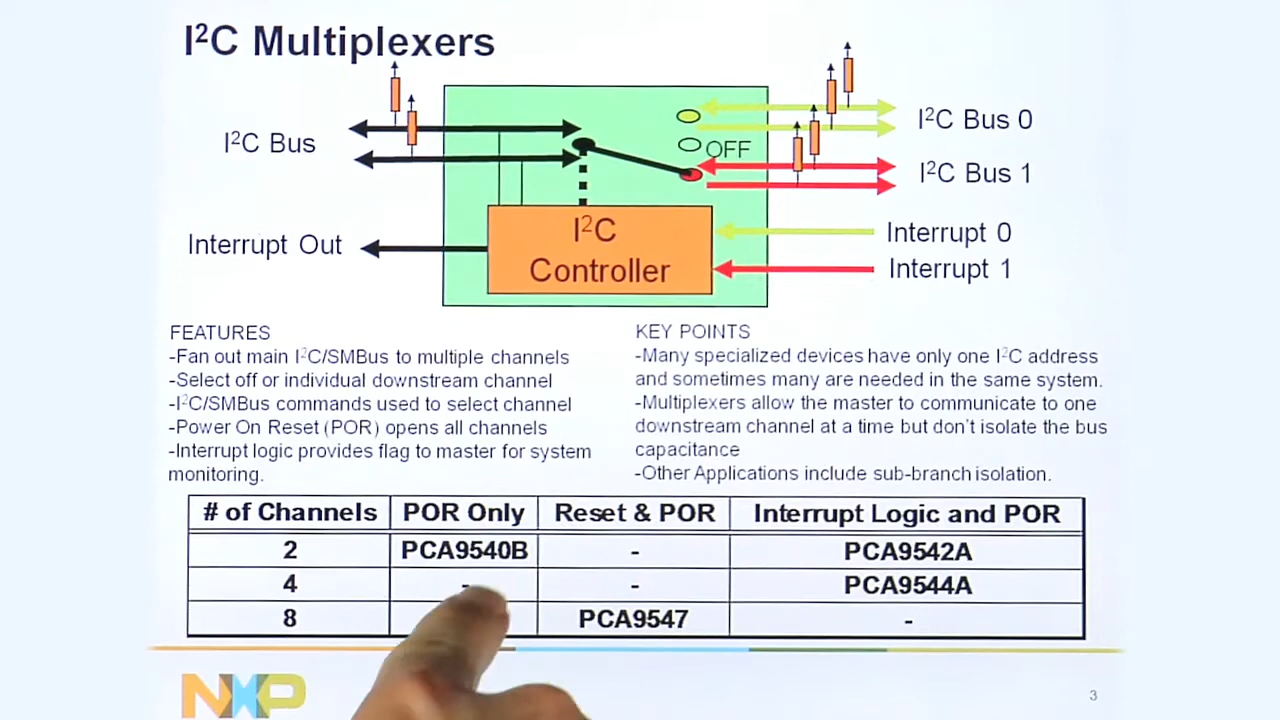 I²C Multiplexers
I²C Bus
Interrupt Out
OFF
I²C
Controller
I²C Bus 0
I²C Bus 1
Interrupt 0
Interrupt 1
FEATURES
-Fan out main I²C/SMBus to multiple channels
-Select off or individual downstream channel
-I²C/SMBus commands used to select channel
-Power On Reset (POR) opens all channels
-Interrupt logic provides flag to master for system
monitoring.
KEY POINTS
-Many specialized devices have only one I²C address
and sometimes many are needed in the same system.
-Multiplexers allow the master to communicate to one
downstream channel at a time but don't isolate the bus
capacitance
-Other Applications include sub-branch isolation.
# of Channels POR Only Reset & POR Interrupt Logic and POR
2 PCA9540B - PCA9542A
4 - - PCA9544A
8 PCA9547 -
NXP
3